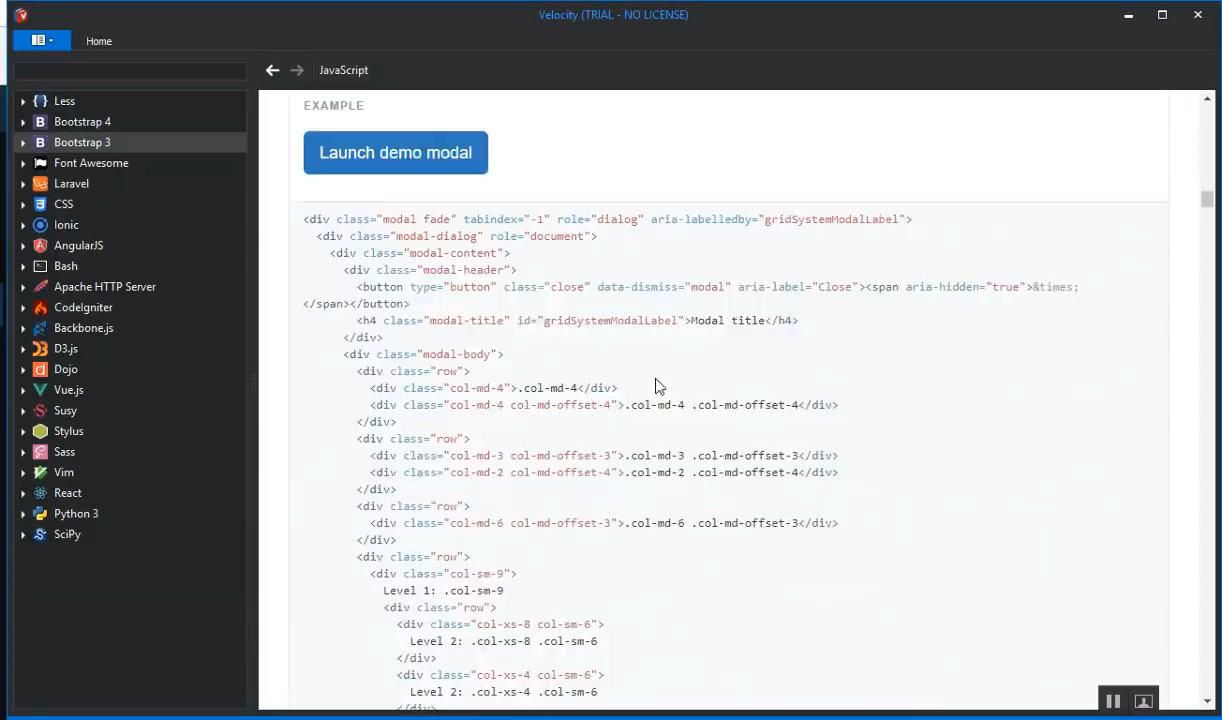 Velocity (TRIAL - NO LICENSE)
Home
JavaScript
Less
Bootstrap 4
Bootstrap 3
Font Awesome
Laravel
CSS
Ionic
AngularJS
Bash
Apache HTTP Server
CodeIgniter
Backbone.js
D3.js
Dojo
Vue.js
Susy
Stylus
Sass
Vim
React
Python 3
SciPy
EXAMPLE
Launch demo modal
<div class="modal fade" tabindex="-1" role="dialog" aria-labelledby="gridSystemModalLabel">
<div class="modal-dialog" role="document">
<div class="modal-content">
<div class="modal-header">
<button type="button" class="close" data-dismiss="modal" aria-label="Close"><span aria-hidden="true">&times;
</span></button>
<h4 class="modal-title" id="gridSystemModalLabel">Modal title</h4>
</div>
<div class="modal-body">
<div class="row">
<div class="col-md-4">.col-md-4</div>
<div class="col-md-4 col-md-offset-4">.col-md-4 .col-md-offset-4</div>
</div>
<div class="row">
<div class="col-md-3 col-md-offset-3">.col-md-3 .col-md-offset-3</div>
<div class="col-md-2 col-md-offset-4">.col-md-2 .col-md-offset-4</div>
</div>
<div class="row">
<div class="col-md-6 col-md-offset-3">.col-md-6 .col-md-offset-3</div>
</div>
<div class="row">
<div class="col-sm-9">
Level 1: .col-sm-9
<div class="row">
<div class="col-xs-8 col-sm-6">
Level 2: .col-xs-8 .col-sm-6
</div>
<div class="col-xs-4 col-sm-6">
Level 2: .col-xs-4 .col-sm-6
</div>